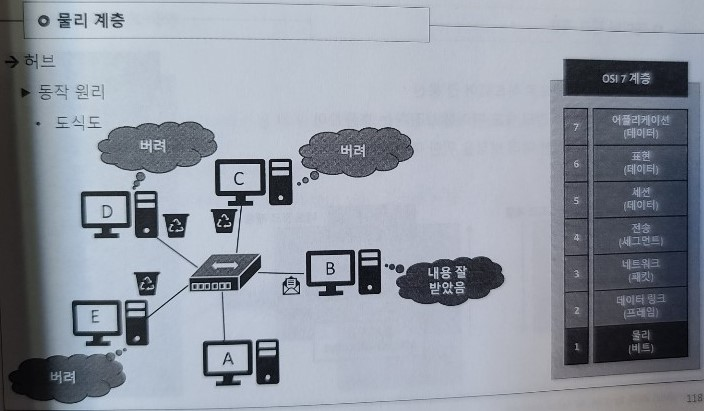 물리 계층
→ 허브
▶ 동작 원리
• 도식도
버려
버려
C
D
B
내용 잘
받았음
E
A
버려
OSI 7 계층
7 어플리케이션
(데이터)
6 표현
(데이터)
5 세션
(데이터)
4 전송
(세그먼트)
3 네트워크
(패킷)
2 데이터 링크
(프레임)
1 물리
(비트)
118